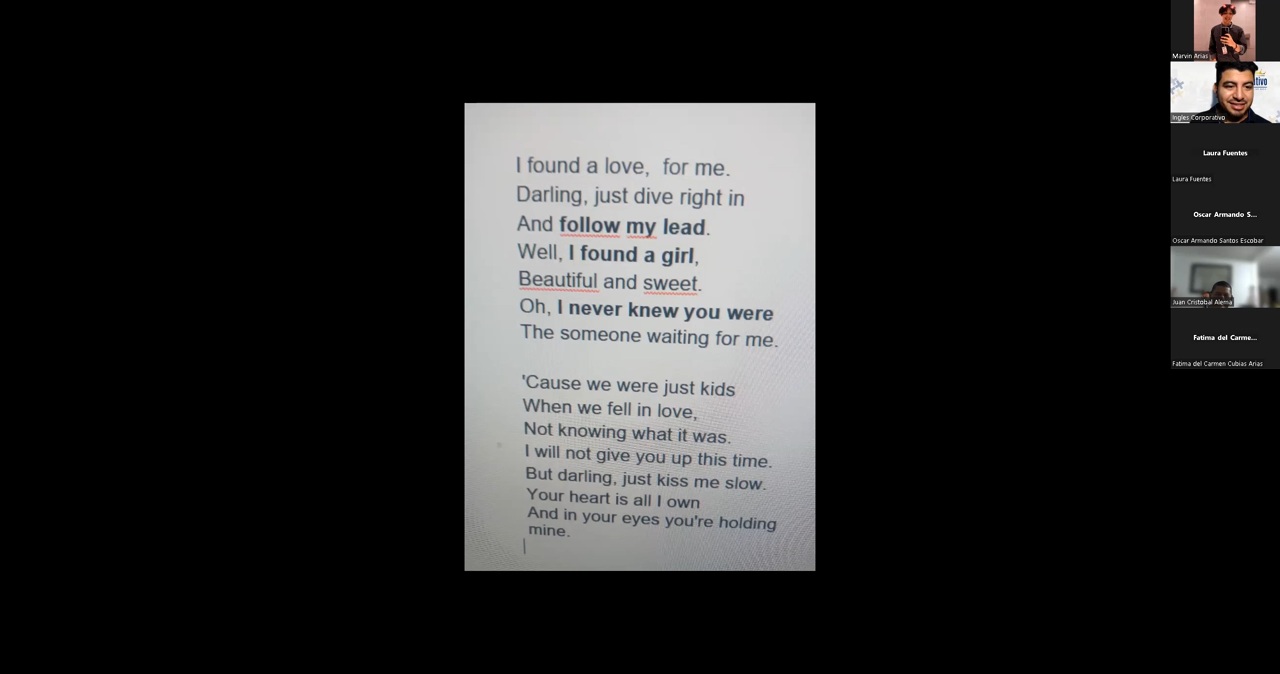 I found a love, for me.
Darling, just dive right in
And follow my lead.
Well, I found a girl,
Beautiful and sweet.
Oh, I never knew you were
The someone waiting for me.
'Cause we were just kids
When we fell in love,
Not knowing what it was.
I will not give you up this time.
But darling, just kiss me slow.
Your heart is all I own
And in your eyes you're holding
mine.
Marvin Arias
tivo
Ingles Corporativo
Laura Fuentes
Laura Fuentes
Oscar Armando S...
Oscar Armando Santos Escobar
Juan Cristobal Alema
Fatima del Carme...
Fatima del Carmen Cubias Arias